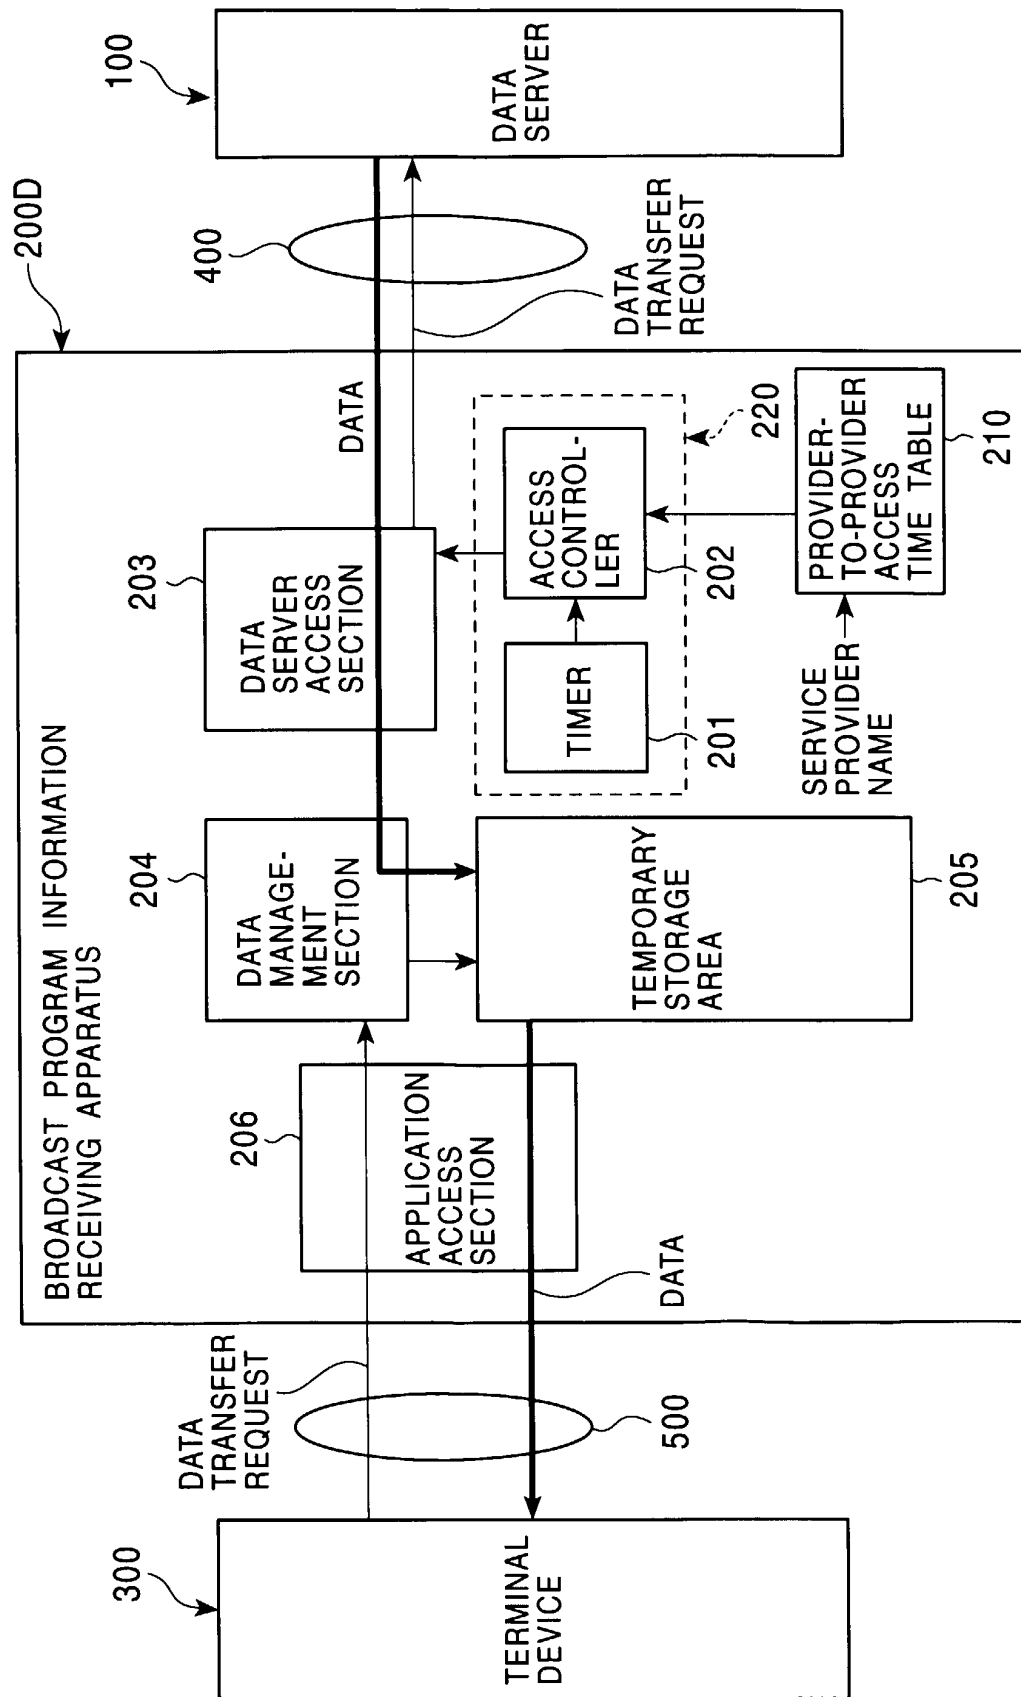 BROADCAST PROGRAM INFORMATION
RECEIVING APPARATUS
200D
300
TERMINAL
DEVICE
DATA
TRANSFER
REQUEST
500
206
APPLICATION
ACCESS
SECTION
DATA
204
DATA
MANAGE-
MENT
SECTION
TEMPORARY
STORAGE
AREA
205
203
DATA
SERVER
ACCESS
SECTION
DATA
TIMER
201
ACCESS
CONTROL-
LER
202
220
SERVICE
PROVIDER
NAME
PROVIDER-
TO-PROVIDER
ACCESS
TIME TABLE
210
400
DATA
TRANSFER
REQUEST
100
DATA
SERVER